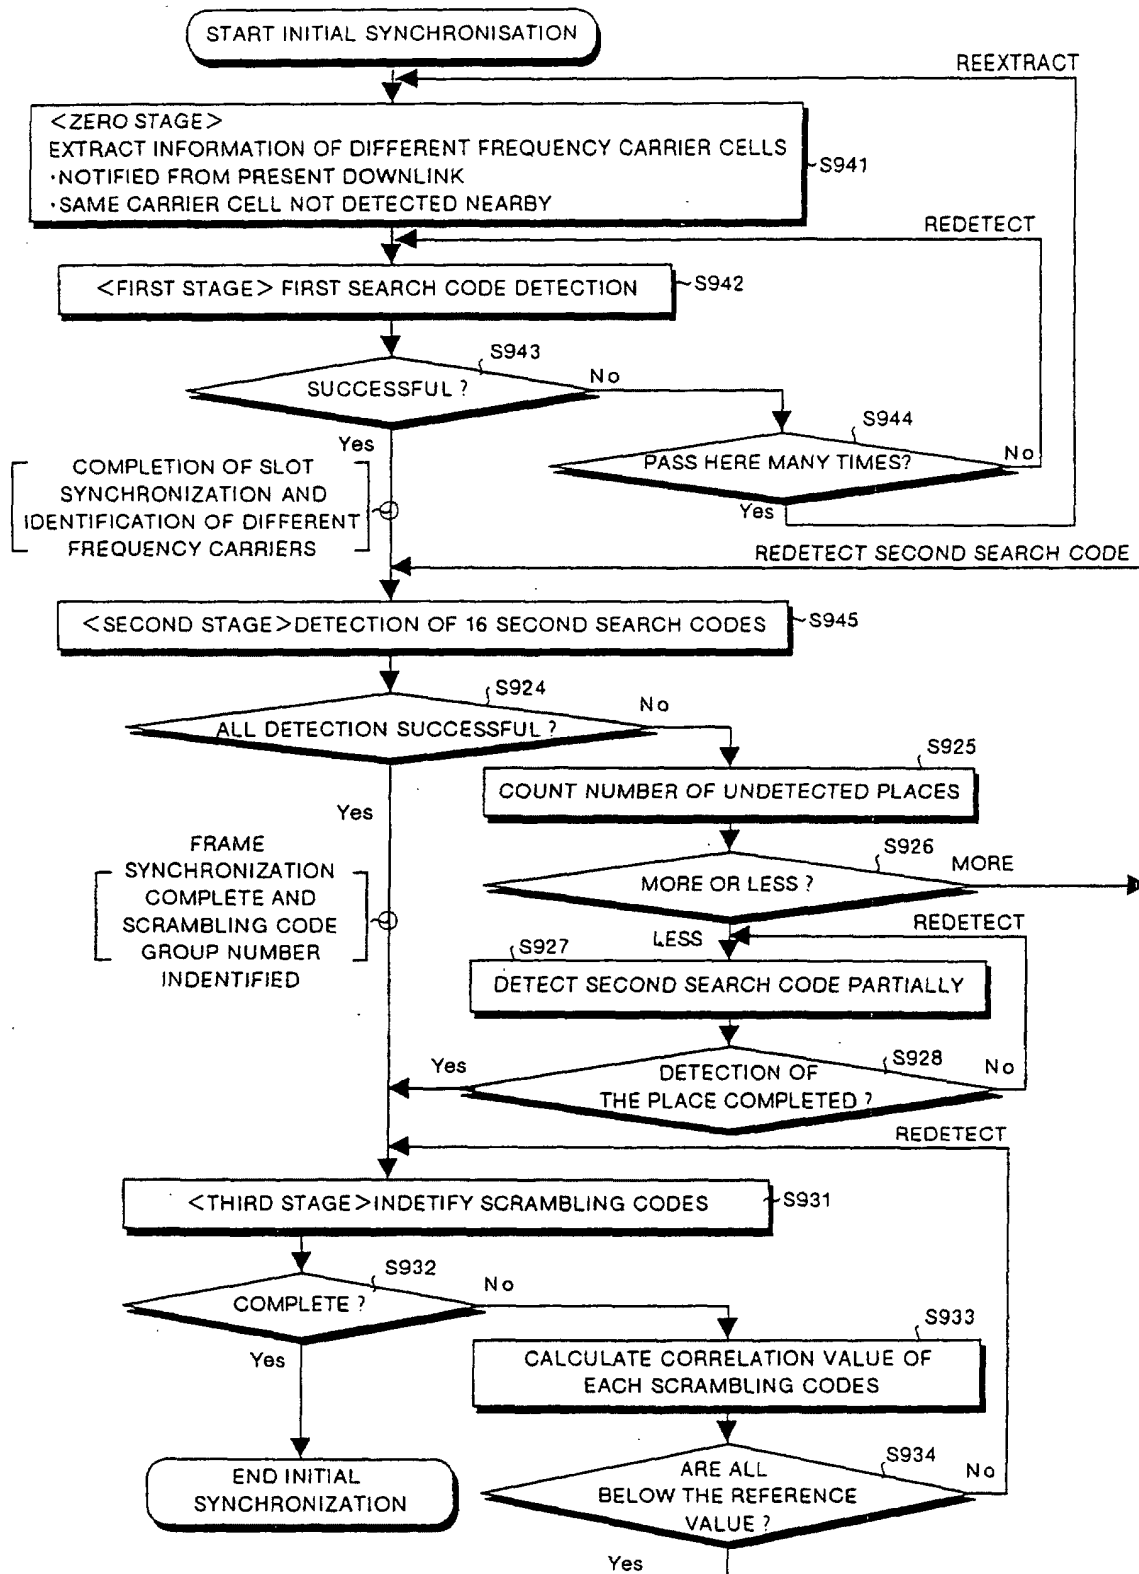 START INITIAL SYNCHRONISATION
REEXTRACT
<ZERO STAGE>
EXTRACT INFORMATION OF DIFFERENT FREQUENCY CARRIER CELLS
·NOTIFIED FROM PRESENT DOWNLINK
·SAME CARRIER CELL NOT DETECTED NEARBY
S941
REDETECT
<FIRST STAGE> FIRST SEARCH CODE DETECTION
S942
S943
SUCCESSFUL ?
No
Yes
S944
PASS HERE MANY TIMES?
No
Yes
COMPLETION OF SLOT
SYNCHRONIZATION AND
IDENTIFICATION OF DIFFERENT
FREQUENCY CARRIERS
REDETECT SECOND SEARCH CODE
<SECOND STAGE>DETECTION OF 16 SECOND SEARCH CODES
S945
S924
ALL DETECTION SUCCESSFUL ?
No
Yes
S925
COUNT NUMBER OF UNDETECTED PLACES
S926
MORE OR LESS ?
MORE
LESS
REDETECT
FRAME
SYNCHRONIZATION
COMPLETE AND
SCRAMBLING CODE
GROUP NUMBER
INDENTIFIED
S927
DETECT SECOND SEARCH CODE PARTIALLY
S928
DETECTION OF
THE PLACE COMPLETED ?
Yes
No
REDETECT
<THIRD STAGE>INDETIFY SCRAMBLING CODES
S931
S932
COMPLETE ?
No
Yes
S933
CALCULATE CORRELATION VALUE OF
EACH SCRAMBLING CODES
S934
ARE ALL
BELOW THE REFERENCE
VALUE ?
No
Yes
END INITIAL
SYNCHRONIZATION